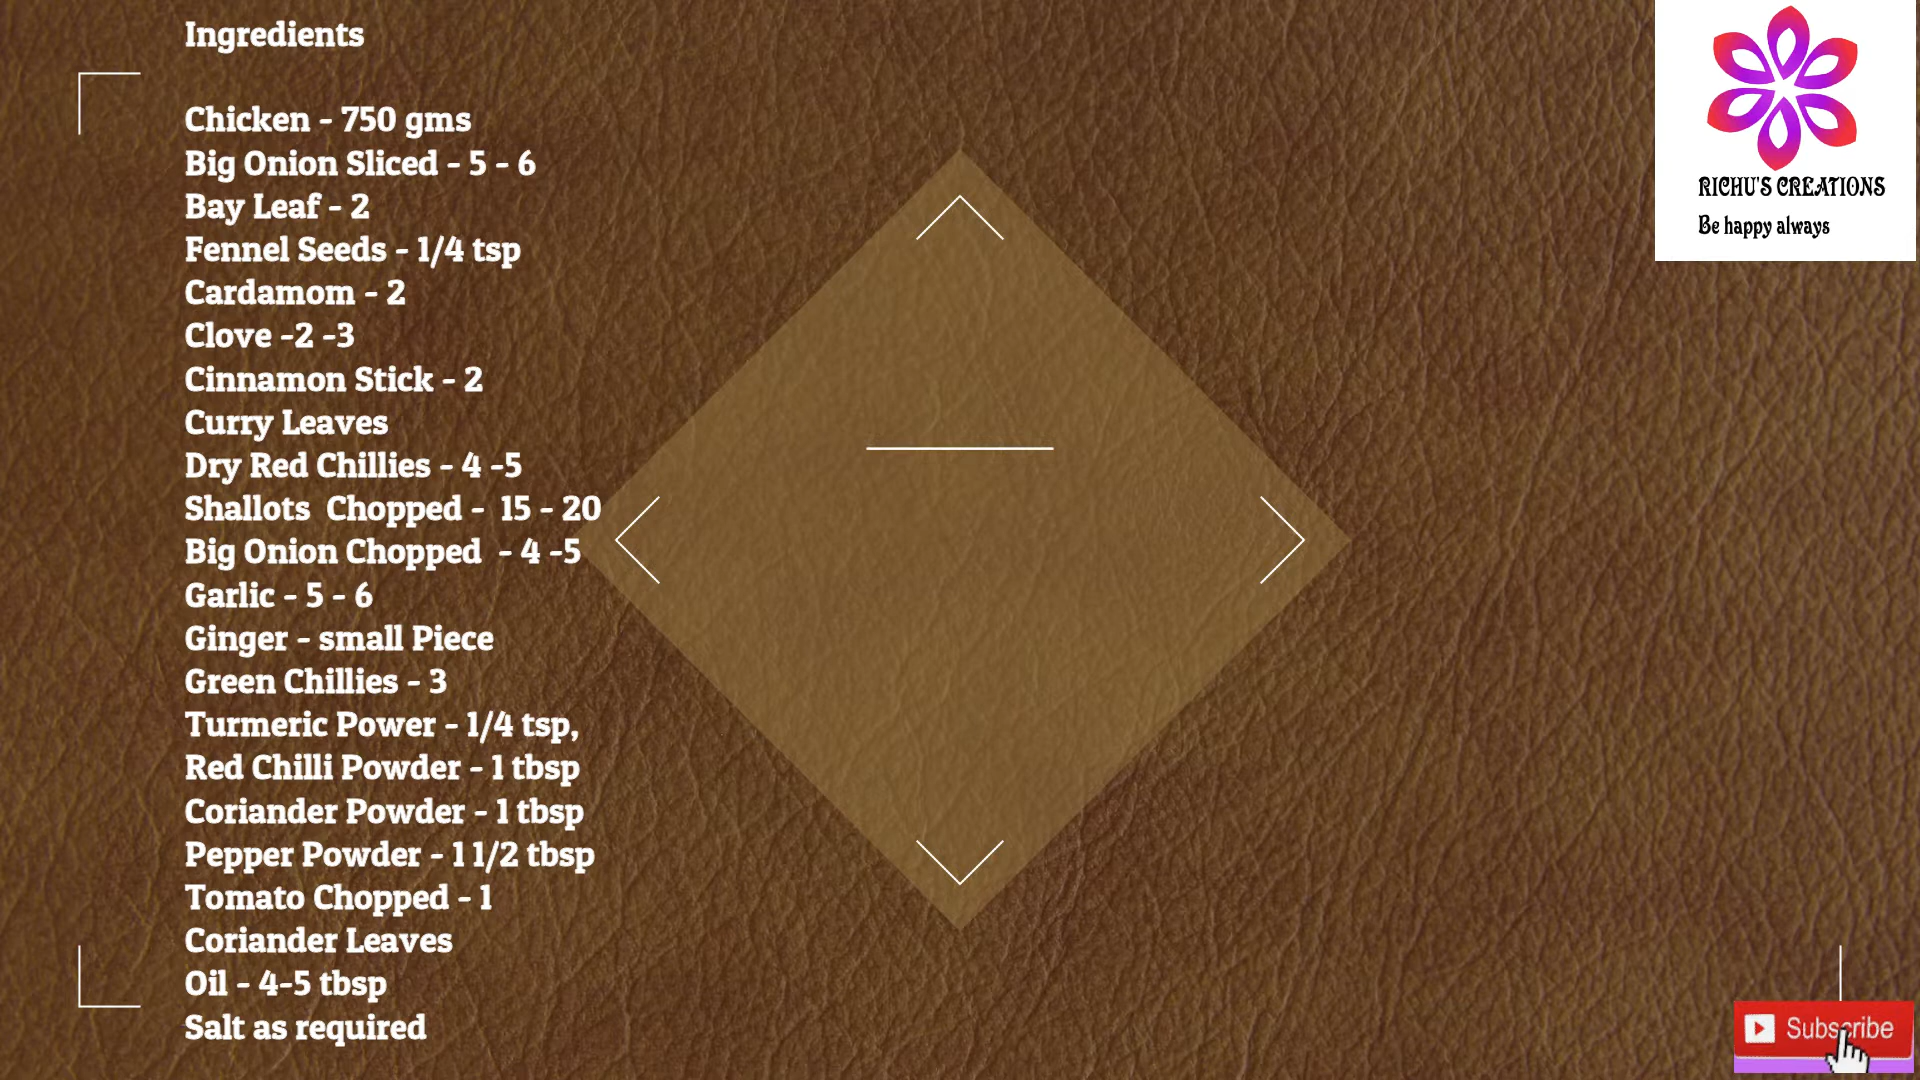 Ingredients
Chicken - 750 gms
Big Onion Sliced - 5 - 6
Bay Leaf - 2
Fennel Seeds - 1/4 tsp
Cardamom - 2
Clove -2 -3
Cinnamon Stick - 2
Curry Leaves
Dry Red Chillies - 4 -5
Shallots  Chopped -  15 - 20
Big Onion Chopped  - 4 -5
Garlic - 5 - 6
Ginger - small Piece
Green Chillies - 3
Turmeric Power - 1/4 tsp,
Red Chilli Powder - 1 tbsp
Coriander Powder - 1 tbsp
Pepper Powder - 1 1/2 tbsp
Tomato Chopped - 1
Coriander Leaves
Oil - 4-5 tbsp
Salt as required
RICHU'S CREATIONS
Be happy always
Subscribe